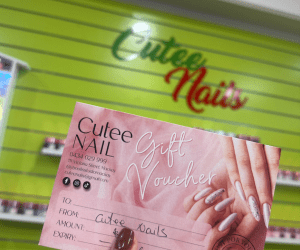 Cutee
Nails
Cutee
NAIL
Gift
Voucher
TO
FROM
Cutee Nails
AMOUNT
EXPIRY